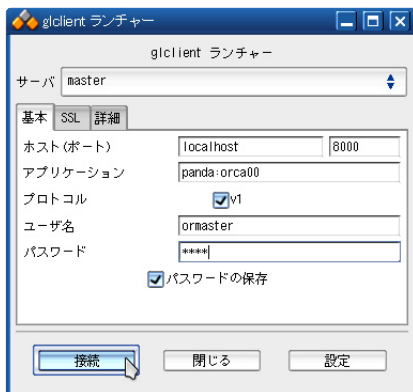 glclient ランチャー
glclient ランチャー
サーバ master
基本 SSL 詳細
ホスト(ポート) localhost 8000
アプリケーション panda:orca00
プロトコル v1
ユーザ名 ormaster
パスワード ****
パスワードの保存
接続 閉じる 設定